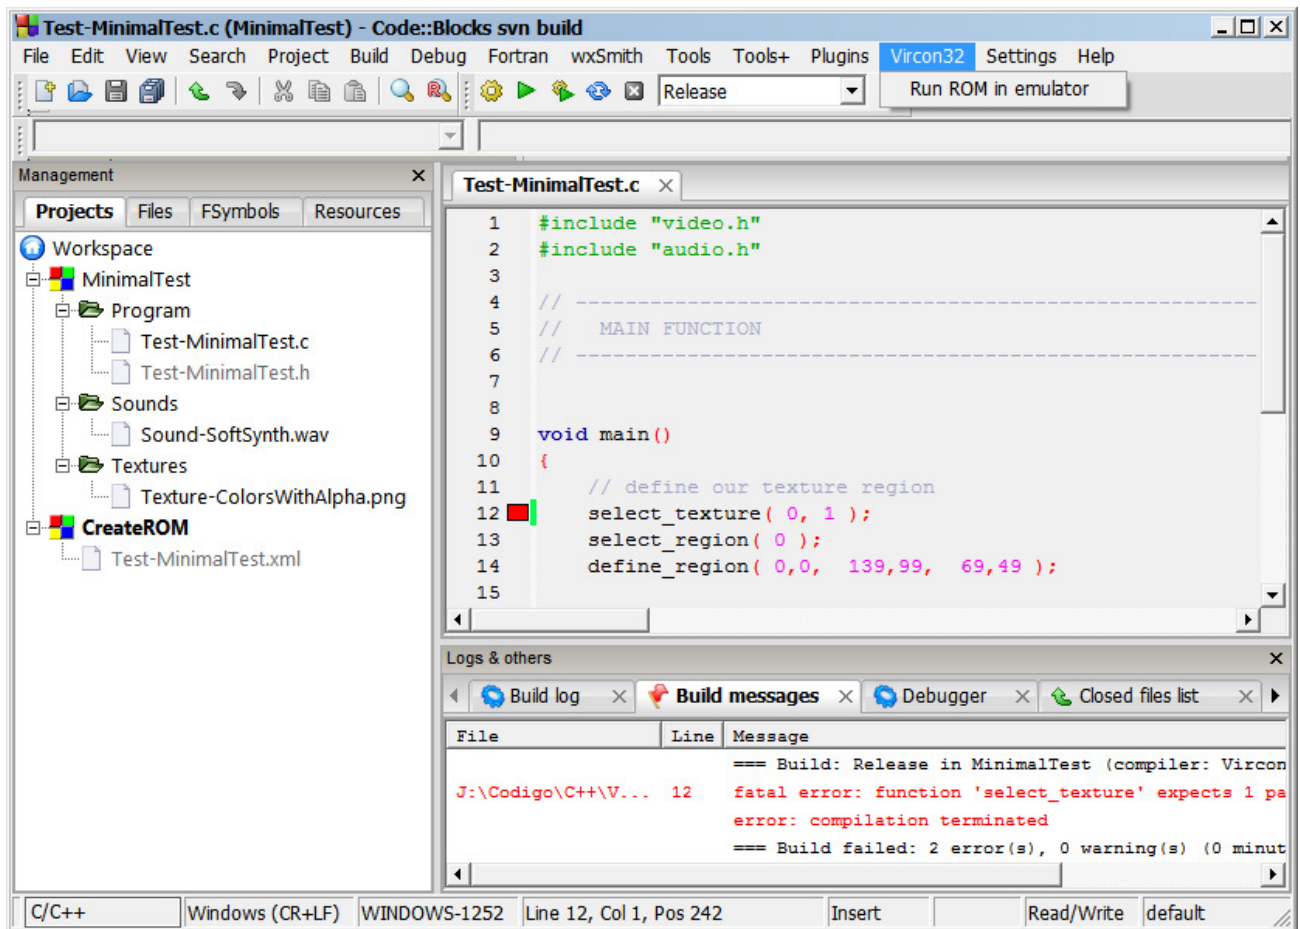 Test-MinimalTest.c (MinimalTest) - Code::Blocks svn build
File Edit View Search Project Build Debug Fortran wxSmith Tools Tools+ Plugins Vircon32 Settings Help
Release
Run ROM in emulator
Management
Projects Files FSymbols Resources
Workspace
MinimalTest
Program
Test-MinimalTest.c
Test-MinimalTest.h
Sounds
Sound-SoftSynth.wav
Textures
Texture-ColorsWithAlpha.png
CreateROM
Test-MinimalTest.xml
Test-MinimalTest.c
1 #include "video.h"
2 #include "audio.h"
3
4 // -------------------------------------------------------
5 // MAIN FUNCTION
6 // -------------------------------------------------------
7
8
9 void main()
10 {
11 // define our texture region
12 select_texture( 0, 1 );
13 select_region( 0 );
14 define_region( 0,0, 139,99, 69,49 );
15
Logs & others
Build log Build messages Debugger Closed files list
File Line Message
=== Build: Release in MinimalTest (compiler: Vircon
J:\Codigo\C++\V... 12 fatal error: function 'select_texture' expects 1 pa
error: compilation terminated
=== Build failed: 2 error(s), 0 warning(s) (0 minut
C/C++ Windows (CR+LF) WINDOWS-1252 Line 12, Col 1, Pos 242 Insert Read/Write default